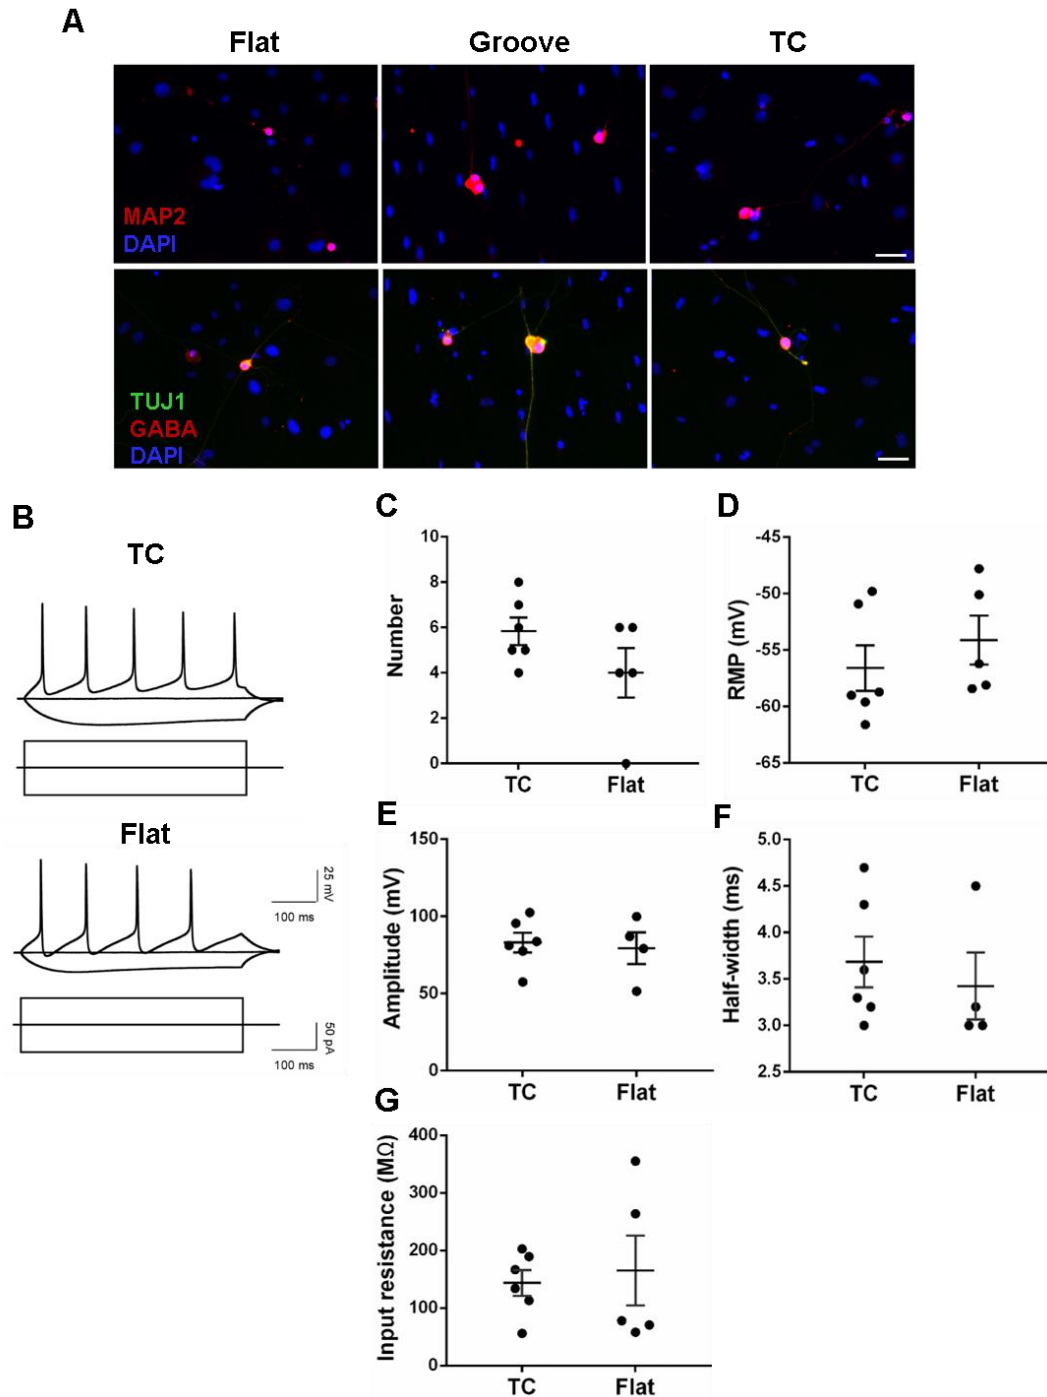 A
Flat Groove TC
MAP2
DAPI
TUJ1
GABA
DAPI
B
TC
Flat
25 mV
100 ms
50 pA
100 ms
C
Number
10
8
6
4
2
0
TC Flat
D
RMP (mV)
-45
-50
-55
-60
-65
TC Flat
E
Amplitude (mV)
150
100
50
0
TC Flat
F
Half-width (ms)
5.0
4.5
4.0
3.5
3.0
2.5
TC Flat
G
Input resistance (MΩ)
400
300
200
100
0
TC Flat